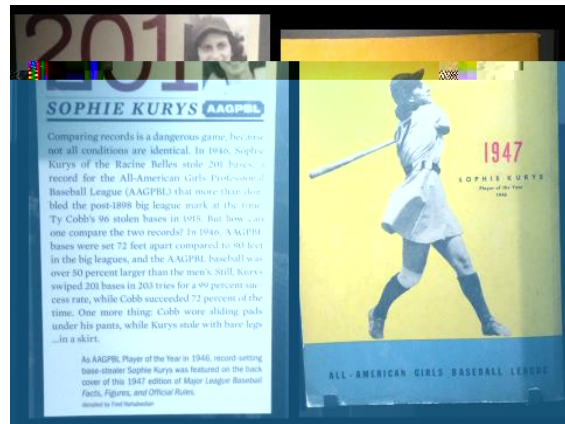 201
SOPHIE KURYS AAGPBL
Comparing records is a dangerous game, because
not all conditions are identical. In 1946, Sophie
Kurys of the Racine Belles stole 201 bases, a
record for the All-American Girls Professional
Baseball League (AAGPBL) that more than dou-
bled the post-1898 big league mark at the time,
Ty Cobb's 96 stolen bases in 1915. But how can
one compare the two records? In 1946, AAGPBL
bases were set 72 feet apart compared to 90 feet
in the big leagues, and the AAGPBL baseball was
over 50 percent larger than the men's. Still, Kurys
swiped 201 bases in 203 tries for a 99 percent suc-
cess rate, while Cobb succeeded 72 percent of the
time. One more thing: Cobb wore sliding pads
under his pants, while Kurys stole with bare legs
...in a skirt.
As AAGPBL Player of the Year in 1946, record-setting
base-stealer Sophie Kurys was featured on the back
cover of this 1947 edition of Major League Baseball
Facts, Figures, and Official Rules.
donated by Fred
1947
SOPHIE KURYS
Player of the Year
1946
ALL-AMERICAN GIRLS BASEBALL LEAGUE